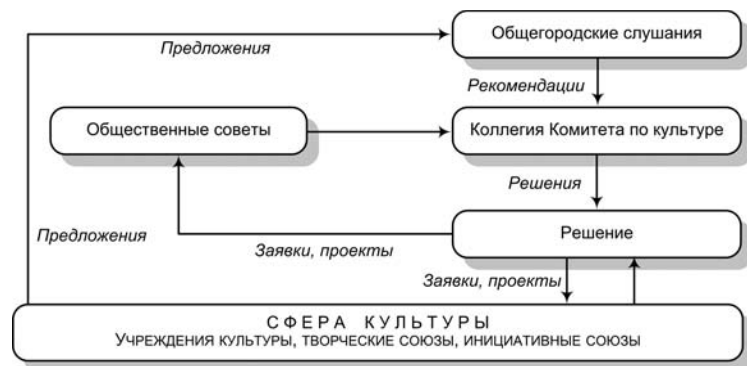 Общегородские слушания
Предложения
Рекомендации
Общественные советы
Коллегия Комитета по культуре
Решения
Предложения
Заявки, проекты
Решение
Заявки, проекты
СФЕРА КУЛЬТУРЫ
УЧРЕЖДЕНИЯ КУЛЬТУРЫ, ТВОРЧЕСКИЕ СОЮЗЫ, ИНИЦИАТИВНЫЕ СОЮЗЫ